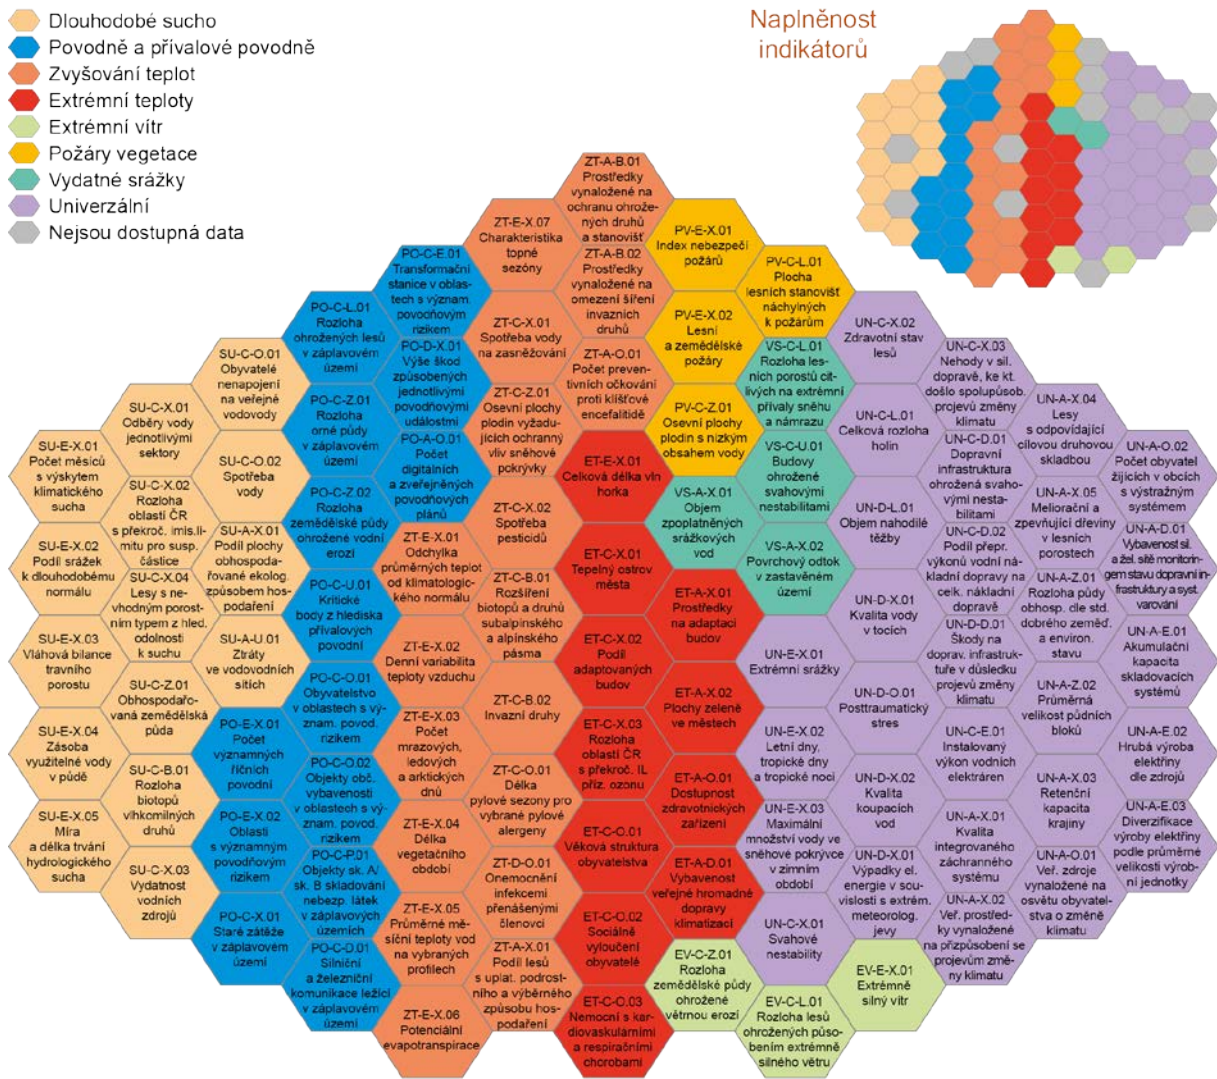 Dlouhodobé sucho
Povodně a přívalové povodně
Zvyšování teplot
Extrémní teploty
Extrémní vítr
Požáry vegetace
Vydatné srážky
Univerzální
Nejsou dostupná data
Naplněnost
indikátorů
SU-E-X.01
Počet měsíců
s výskytem
klimatického
sucha
SU-E-X.02
Podíl srážek
k dlouhodobému
normálu
SU-E-X.03
Vláhová bilance
travního
porostu
SU-E-X.04
Zásoba
využitelné vody
v půdě
SU-E-X.05
Míra
a délka trvání
hydrologického
sucha
SU-C-X.01
Odběry vody
jednotlivými
sektory
SU-C-X.02
Rozloha
oblastí ČR
s překroč. imis.li-
mitu pro susp.
částice
SU-C-X.04
Lesy s ne-
vhodným porost-
ním typem z hled.
odolnosti
k suchu
SU-C-Z.01
Obhospodařo-
vaná zemědělská
půda
SU-C-B.01
Rozloha
biotopů
vlhkomilných
druhů
SU-C-X.03
Vydatnost
vodních
zdrojů
SU-C-O.01
Obyvatelé
nenapojení
na veřejné
vodovody
SU-C-O.02
Spotřeba
vody
SU-A-X.01
Podíl plochy
obhospoda-
řované ekolog.
způsobem hos-
podaření
SU-A-U.01
Ztráty
ve vodovodních
sítích
PO-E-X.01
Počet
významných
říčních
povodní
PO-E-X.02
Oblasti
s významným
povodňovým
rizikem
PO-C-X.01
Staré zátěže
v záplavovém
území
PO-C-L.01
Rozloha
ohrožených lesů
v záplavovém
území
PO-C-Z.01
Rozloha
orné půdy
v záplavovém
území
PO-C-Z.02
Rozloha
zemědělské půdy
ohrožené vodní
erozí
PO-C-U.01
Kritické
body z hlediska
přívalových
povodní
PO-C-O.01
Obyvatelstvo
v oblastech s
význam. povod.
rizikem
PO-C-O.02
Objekty obč.
vybavenosti
v oblastech s vý-
znam. povod.
rizikem
PO-C-P.01
Objekty sk. A/
sk. B skladování
nebezp. látek
v záplavových
územích
PO-C-D.01
Silniční
a železniční
komunikace ležící
v záplavovém
území
PO-C-E.01
Transformační
stanice v oblas-
tech s význam.
povodňovým
rizikem
PO-D-X.01
Výše škod
způsobených
jednotlivými
povodňovými
událostmi
PO-A-O.01
Počet
digitálních
a zveřejněných
povodňových
plánů
ZT-E-X.01
Odchylka
průměrných teplot
od klimatologic-
kého normálu
ZT-E-X.02
Denní variabilita
teploty vzduchu
ZT-E-X.03
Počet
mrazových,
ledových
a arktických
dnů
ZT-E-X.04
Délka
vegetačního
období
ZT-E-X.05
Průměrné mě-
síční teploty vod
na vybraných
profilech
ZT-E-X.06
Potenciální
evapotranspirace
ZT-E-X.07
Charakteristika
topné
sezóny
ZT-C-X.01
Spotřeba vody
na zasněžování
ZT-C-Z.01
Osevní plochy
plodin vyžadu-
jících ochranný
vliv sněhové
pokrývky
ZT-C-X.02
Spotřeba
pesticidů
ZT-C-B.01
Rozšíření
biotopů a druhů
subalpinského
a alpínského
pásma
ZT-C-B.02
Invazní druhy
ZT-C-O.01
Délka
pylové sezony pro
vybrané pylové
alergeny
ZT-D-O.01
Onemocnění
infekcemi
přenášenými
členovci
ZT-A-X.01
Podíl lesů
s uplat. podrost-
ního a výběrného
způsobu hos-
podaření
ZT-A-B.01
Prostředky
vynaložené na
ochranu ohrože-
ných druhů
a stanovišť
ZT-A-B.02
Prostředky
vynaložené na
omezení šíření
invazních
druhů
ZT-A-O.01
Počet preven-
tivních očkování
proti klíšťové
encefalitidě
ET-E-X.01
Celková délka vln
horka
ET-C-X.01
Tepelný ostrov
města
ET-C-X.02
Podíl
adaptovaných
budov
ET-C-X.03
Rozloha
oblastí ČR
s překroč. IL
příz. ozonu
ET-C-O.01
Věková struktura
obyvatelstva
ET-C-O.02
Sociálně
vyloučení
obyvatelé
ET-C-O.03
Nemocní s kar-
diovaskulárními
a respiračními
chorobami
PV-E-X.01
Index nebezpečí
požárů
PV-E-X.02
Lesní
a zemědělské
požáry
PV-C-Z.01
Osevní plochy
plodin s nízkým
obsahem vody
VS-A-X.01
Objem
zpoplatněných
srážkových
vod
ET-A-X.01
Prostředky
na adaptaci
budov
ET-A-X.02
Plochy zeleně
ve městech
ET-A-O.01
Dostupnost
zdravotnických
zařízení
ET-A-D.01
Vybavenost
veřejné hromadné
dopravy
klimatizací
EV-C-Z.01
Rozloha
zemědělské půdy
ohrožené
větrnou erozí
PV-C-L.01
Plocha
lesních stanovišť
náchylných
k požárům
VS-C-L.01
Rozloha les-
ních porostů cit-
livých na extrémní
přívaly sněhu
a námrazu
VS-C-U.01
Budovy
ohrožené
svahovými
nestabilitami
VS-A-X.02
Povrchový odtok
v zastavěném
území
UN-E-X.01
Extrémní srážky
UN-E-X.02
Letní dny,
tropické dny
a tropické noci
UN-E-X.03
Maximální
množství vody ve
sněhové pokrývce
v zimním
období
UN-C-X.01
Svahové
nestability
EV-C-L.01
Rozloha lesů
ohrožených půso-
bením extrémně
silného větru
UN-C-X.02
Zdravotní stav
lesů
UN-C-L.01
Celková rozloha
holin
UN-D-L.01
Objem nahodilé
těžby
UN-D-X.01
Kvalita vody
v tocích
UN-D-O.01
Posttraumatický
stres
UN-D-X.02
Kvalita
koupacích
vod
UN-D-X.01
Výpadky el.
energie v sou-
vislosti s extrém.
meteorolog.
jevy
EV-E-X.01
Extrémně
silný vítr
UN-C-X.03
Nehody v sil.
dopravě, ke kt.
došlo spolupůsob.
projevů změny
klimatu
UN-C-D.01
Dopravní
infrastruktura
ohrožená svaho-
vými nesta-
bilitami
UN-C-D.02
Podíl přepr.
výkonů vodní ná-
kladní dopravy na
celk. nákladní
dopravě
UN-D-D.01
Škody na
doprav. infrastruk-
tuře v důsledku
projevů změny
klimatu
UN-C-E.01
Instalovaný
výkon vodních
elektráren
UN-A-X.01
Kvalita
integrovaného
záchranného
systému
UN-A-X.02
Veř. prostřed-
ky vynaložené
na přizpůsobení se
projevům změ-
ny klimatu
UN-A-X.04
Lesy
s odpovídající
cílovou druhovou
skladbou
UN-A-X.05
Meliorační a
zpevňující dřeviny
v lesních
porostech
UN-A-Z.01
Rozloha půdy
obhosp. dle std.
dobrého zeměď.
a environ.
stavu
UN-A-Z.02
Průměrná
velikost půdních
bloků
UN-A-X.03
Retenční
kapacita
krajiny
UN-A-O.01
Veř. zdroje
vynaložené na
osvětu obyvatel-
stva o změně
klimatu
UN-A-O.02
Počet obyvatel
žijících v obcích
s výstražným
systémem
UN-A-D.01
Vybavenost sil.
a žel. sítě monitorin-
gem stavu dopravní in-
frastruktury a syst.
varování
UN-A-E.01
Akumulační
kapacita
skladovacích
systémů
UN-A-E.02
Hrubá výroba
elektřiny
dle zdrojů
UN-A-E.03
Diverzifikace
výroby elektřiny
podle průměrné
velikosti výrob-
ní jednotky